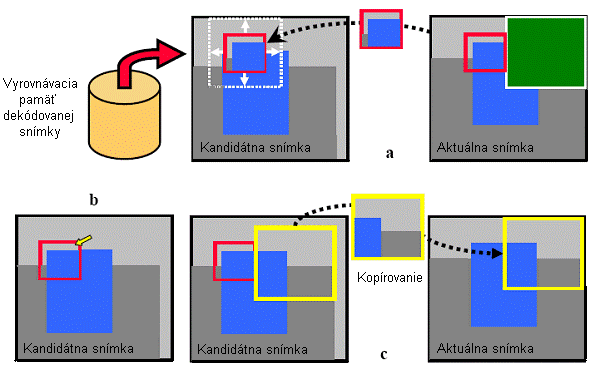 Vyrovnávacia
pamäť
dekódovanej
snímky
Kandidátna snímka
a
Aktuálna snímka
b
Kandidátna snímka
Kandidátna snímka
Kopírovanie
c
Aktuálna snímka